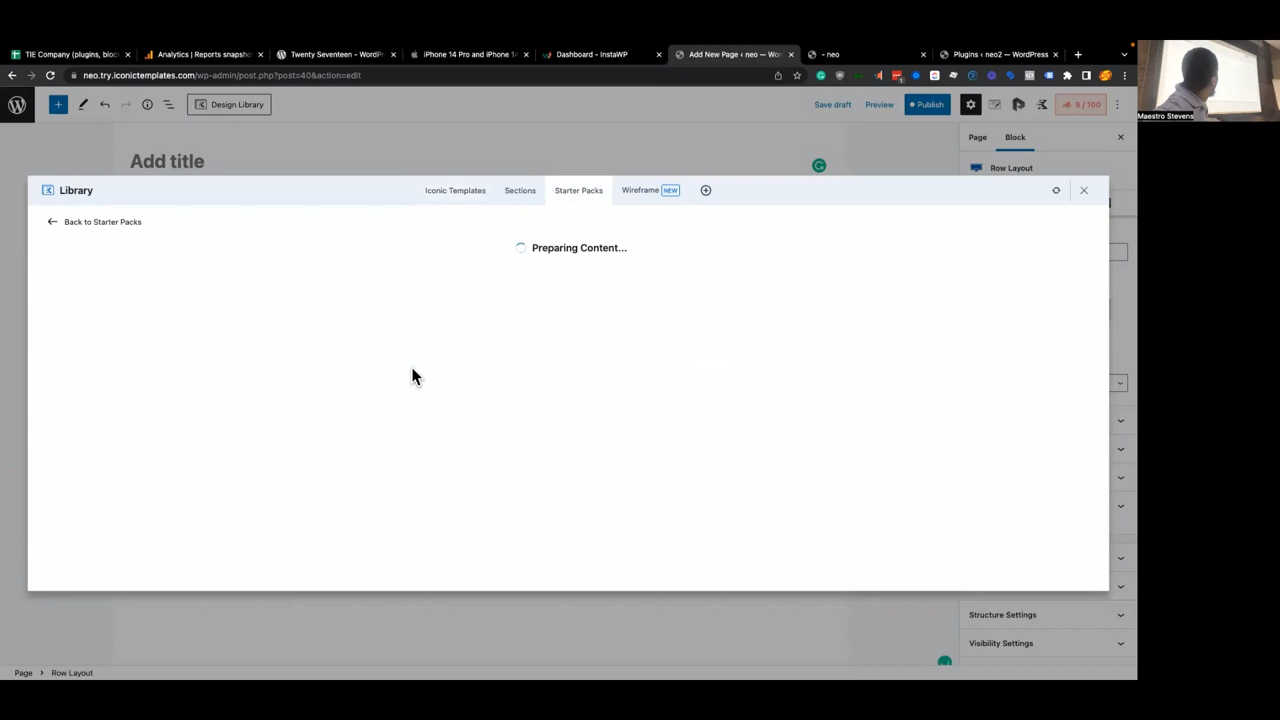 TIE Company (plugins, bloc
Analytics | Reports snapsho
Twenty Seventeen – WordPr
iPhone 14 Pro and iPhone 14
Dashboard - InstaWP
Add New Page ‹ neo — Wor
- neo
Plugins ‹ neo2 — WordPress
neo.try.iconictemplates.com/wp-admin/post.php?post=40&action=edit
Design Library
Save draft
Preview
Publish
9 / 100
Maestro Stevens
Add title
Page
Block
Row Layout
Library
Iconic Templates
Sections
Starter Packs
Wireframe NEW
Back to Starter Packs
Preparing Content...
Structure Settings
Visibility Settings
Page
Row Layout